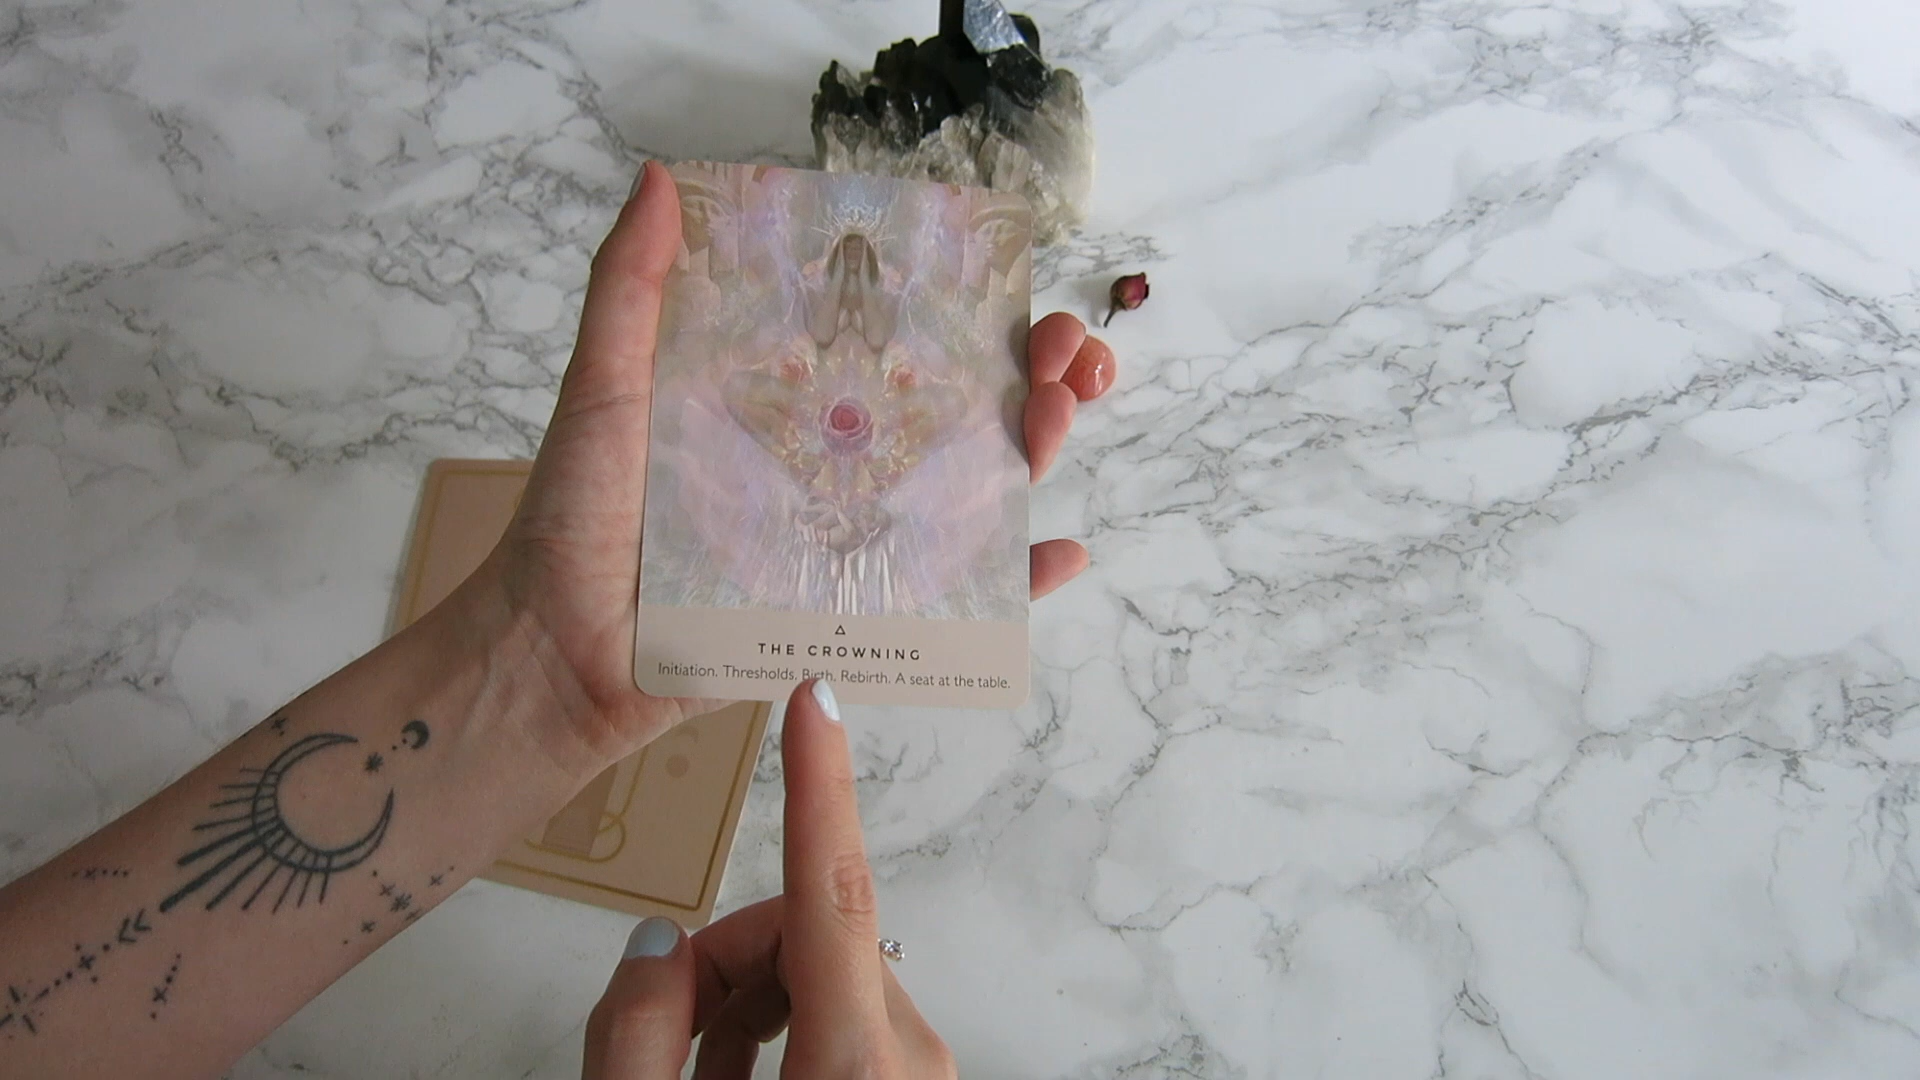 THE CROWNING
Initiation. Thresholds. Birth. Rebirth. A seat at the table.